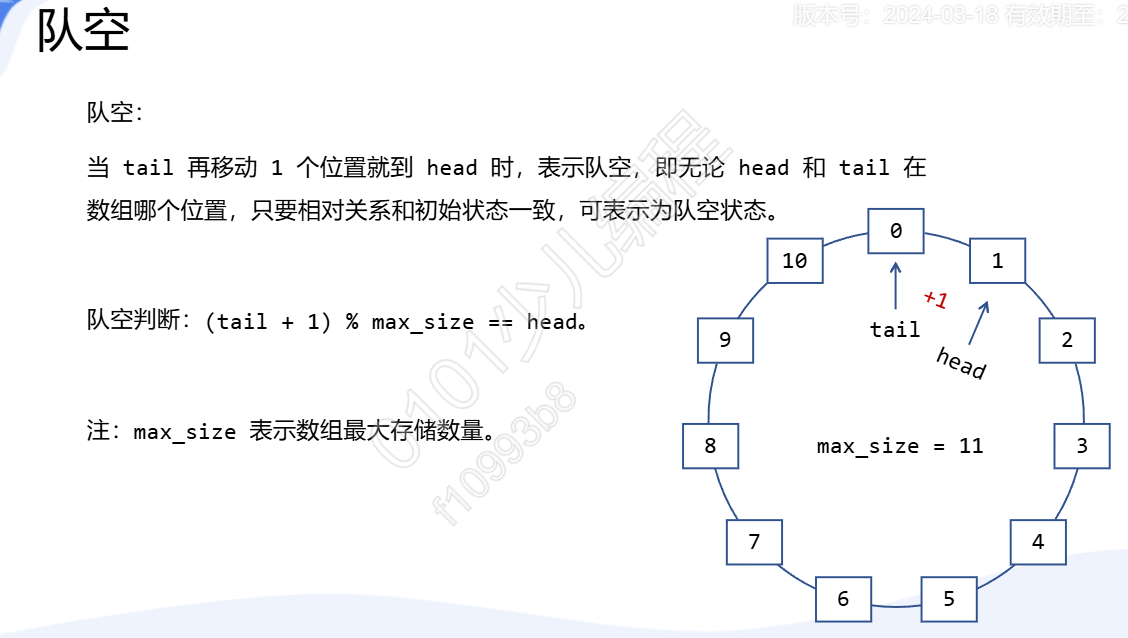 队空
版本号：2024-03-18 有效期至：2
队空：
当 tail 再移动 1 个位置就到 head 时，表示队空，即无论 head 和 tail 在
数组哪个位置，只要相对关系和初始状态一致，可表示为队空状态。
队空判断：(tail + 1) % max_size == head。
注：max_size 表示数组最大存储数量。
0
10
1
+1
tail
head
9
2
8
max_size = 11
3
7
4
6
5
0101少儿编程
f10993b8